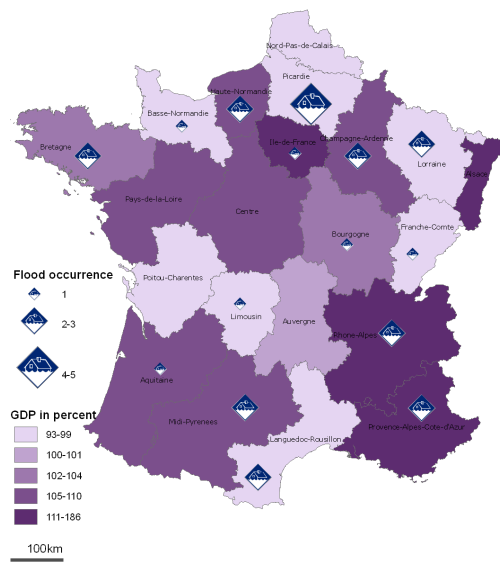 Nord-Pas-de-Calais
Picardie
Haute-Normandie
Basse-Normandie
Ile-de-France
Champagne-Ardenne
Lorraine
Alsace
Bretagne
Pays-de-la-Loire
Centre
Bourgogne
Franche-Comte
Poitou-Charentes
Limousin
Auvergne
Rhone-Alpes
Aquitaine
Midi-Pyrenees
Languedoc-Roussillon
Provence-Alpes-Cote-d'Azur
Flood occurrence
1
2-3
4-5
GDP in percent
93-99
100-101
102-104
105-110
111-186
100km